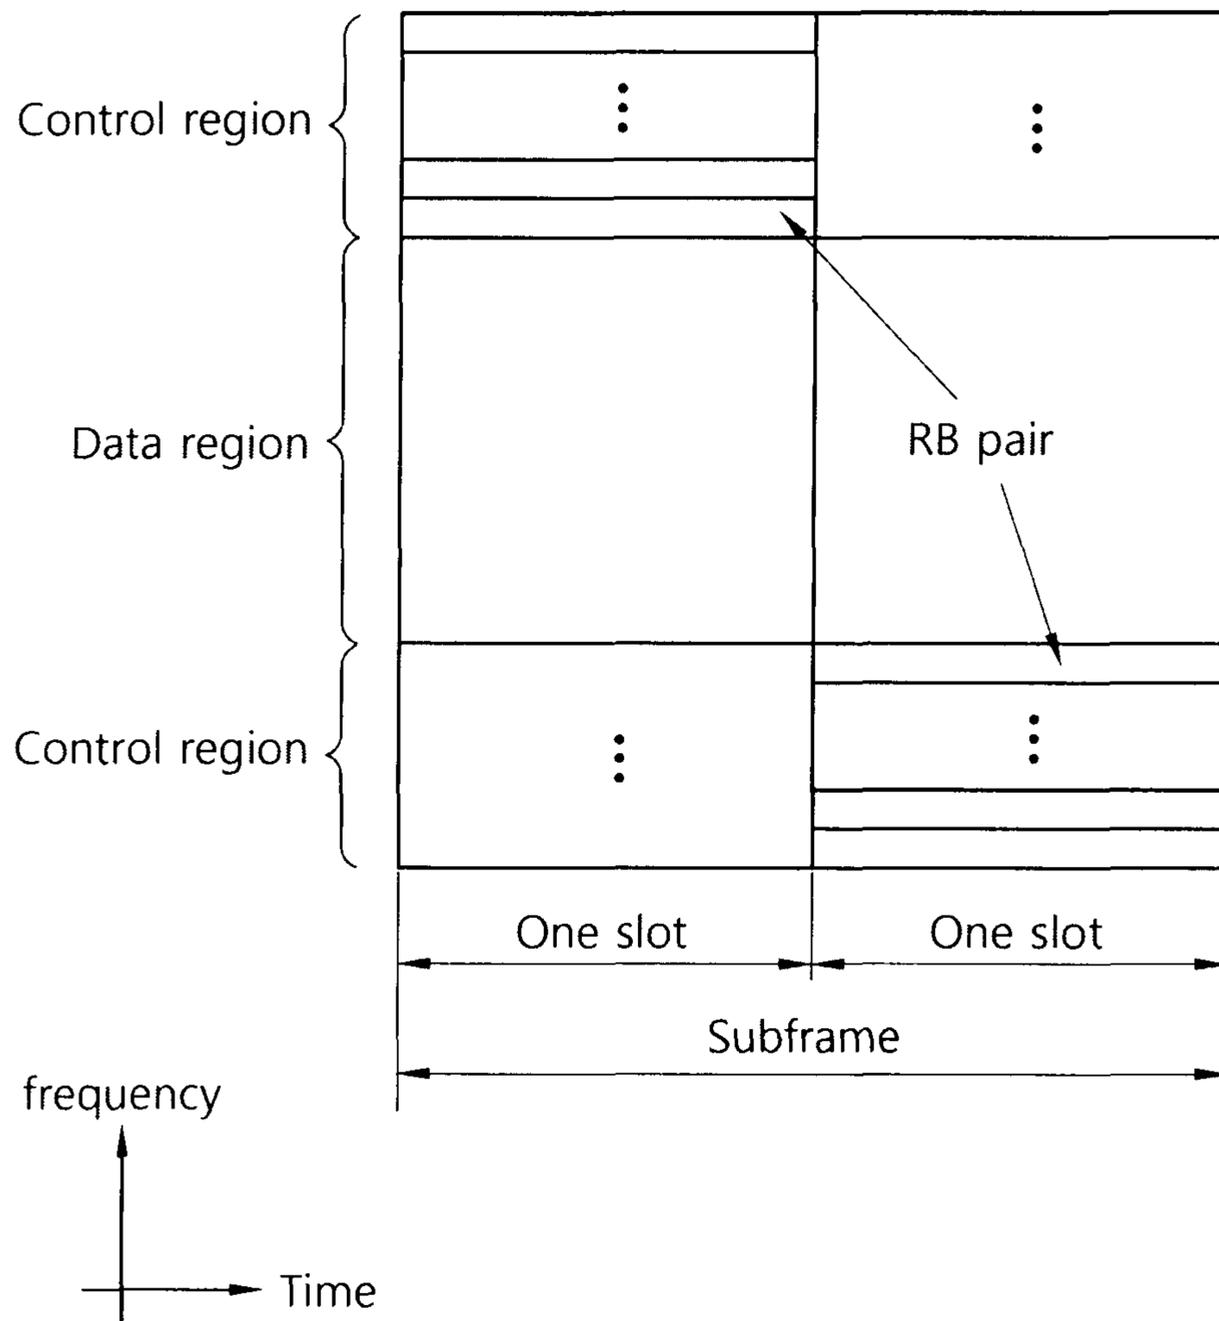 Control region
Data region
RB pair
Control region
One slot
One slot
Subframe
frequency
Time